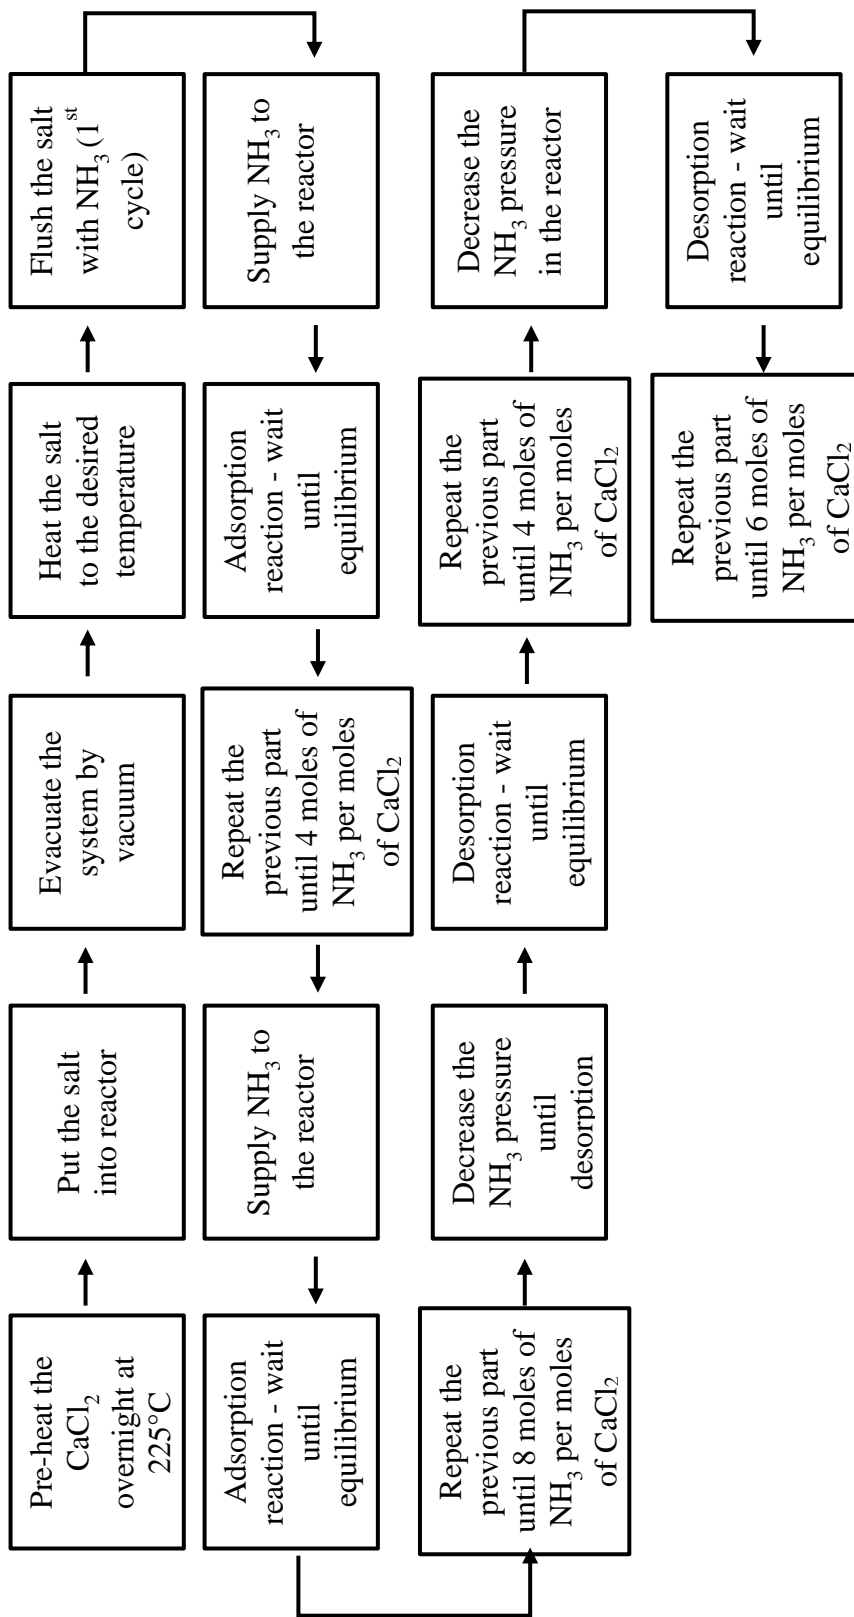 Pre-heat the
CaCl₂
overnight at
225°C
Put the salt
into reactor
Evacuate the
system by
vacuum
Heat the salt
to the desired
temperature
Flush the salt
with NH₃ (1ˢᵗ
cycle)
Supply NH₃ to
the reactor
Adsorption
reaction - wait
until
equilibrium
Repeat the
previous part
until 4 moles of
NH₃ per moles
of CaCl₂
Supply NH₃ to
the reactor
Adsorption
reaction - wait
until
equilibrium
Repeat the
previous part
until 8 moles of
NH₃ per moles
of CaCl₂
Decrease the
NH₃ pressure
until
desorption
Desorption
reaction - wait
until
equilibrium
Repeat the
previous part
until 4 moles of
NH₃ per moles
of CaCl₂
Decrease the
NH₃ pressure
in the reactor
Desorption
reaction - wait
until
equilibrium
Repeat the
previous part
until 6 moles of
NH₃ per moles
of CaCl₂